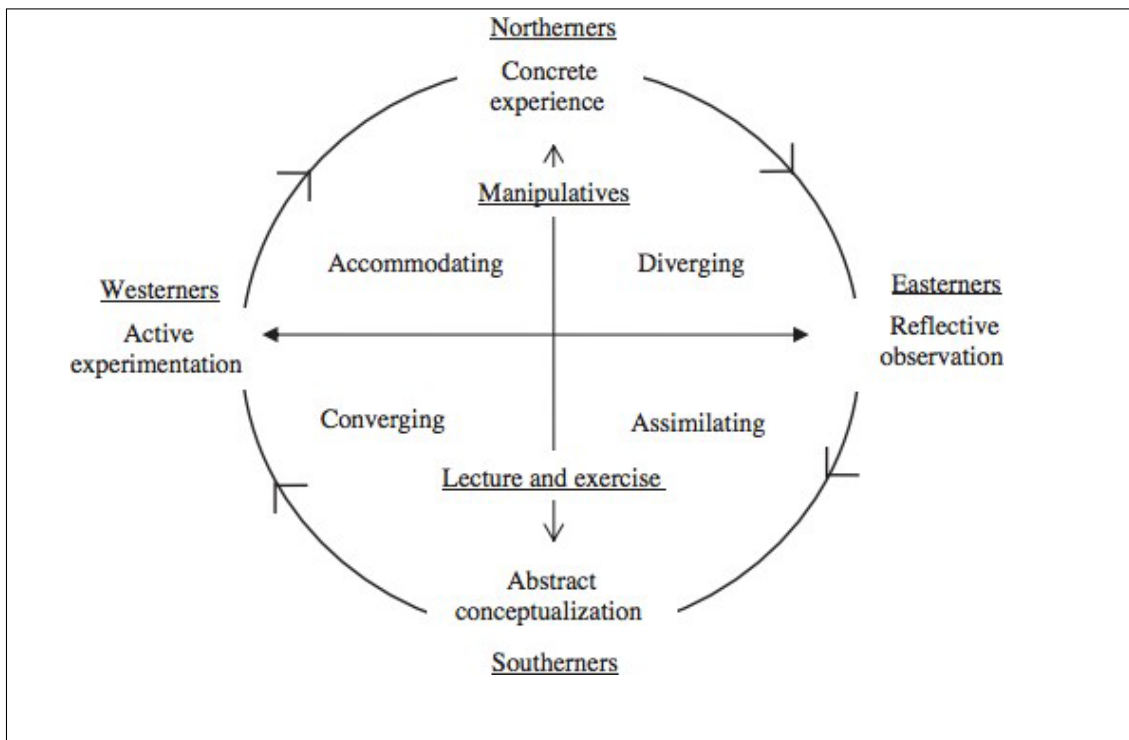 Northerners
Concrete
experience
Manipulatives
Accommodating
Diverging
Westerners
Easterners
Active
experimentation
Reflective
observation
Converging
Assimilating
Lecture and exercise
Abstract
conceptualization
Southerners